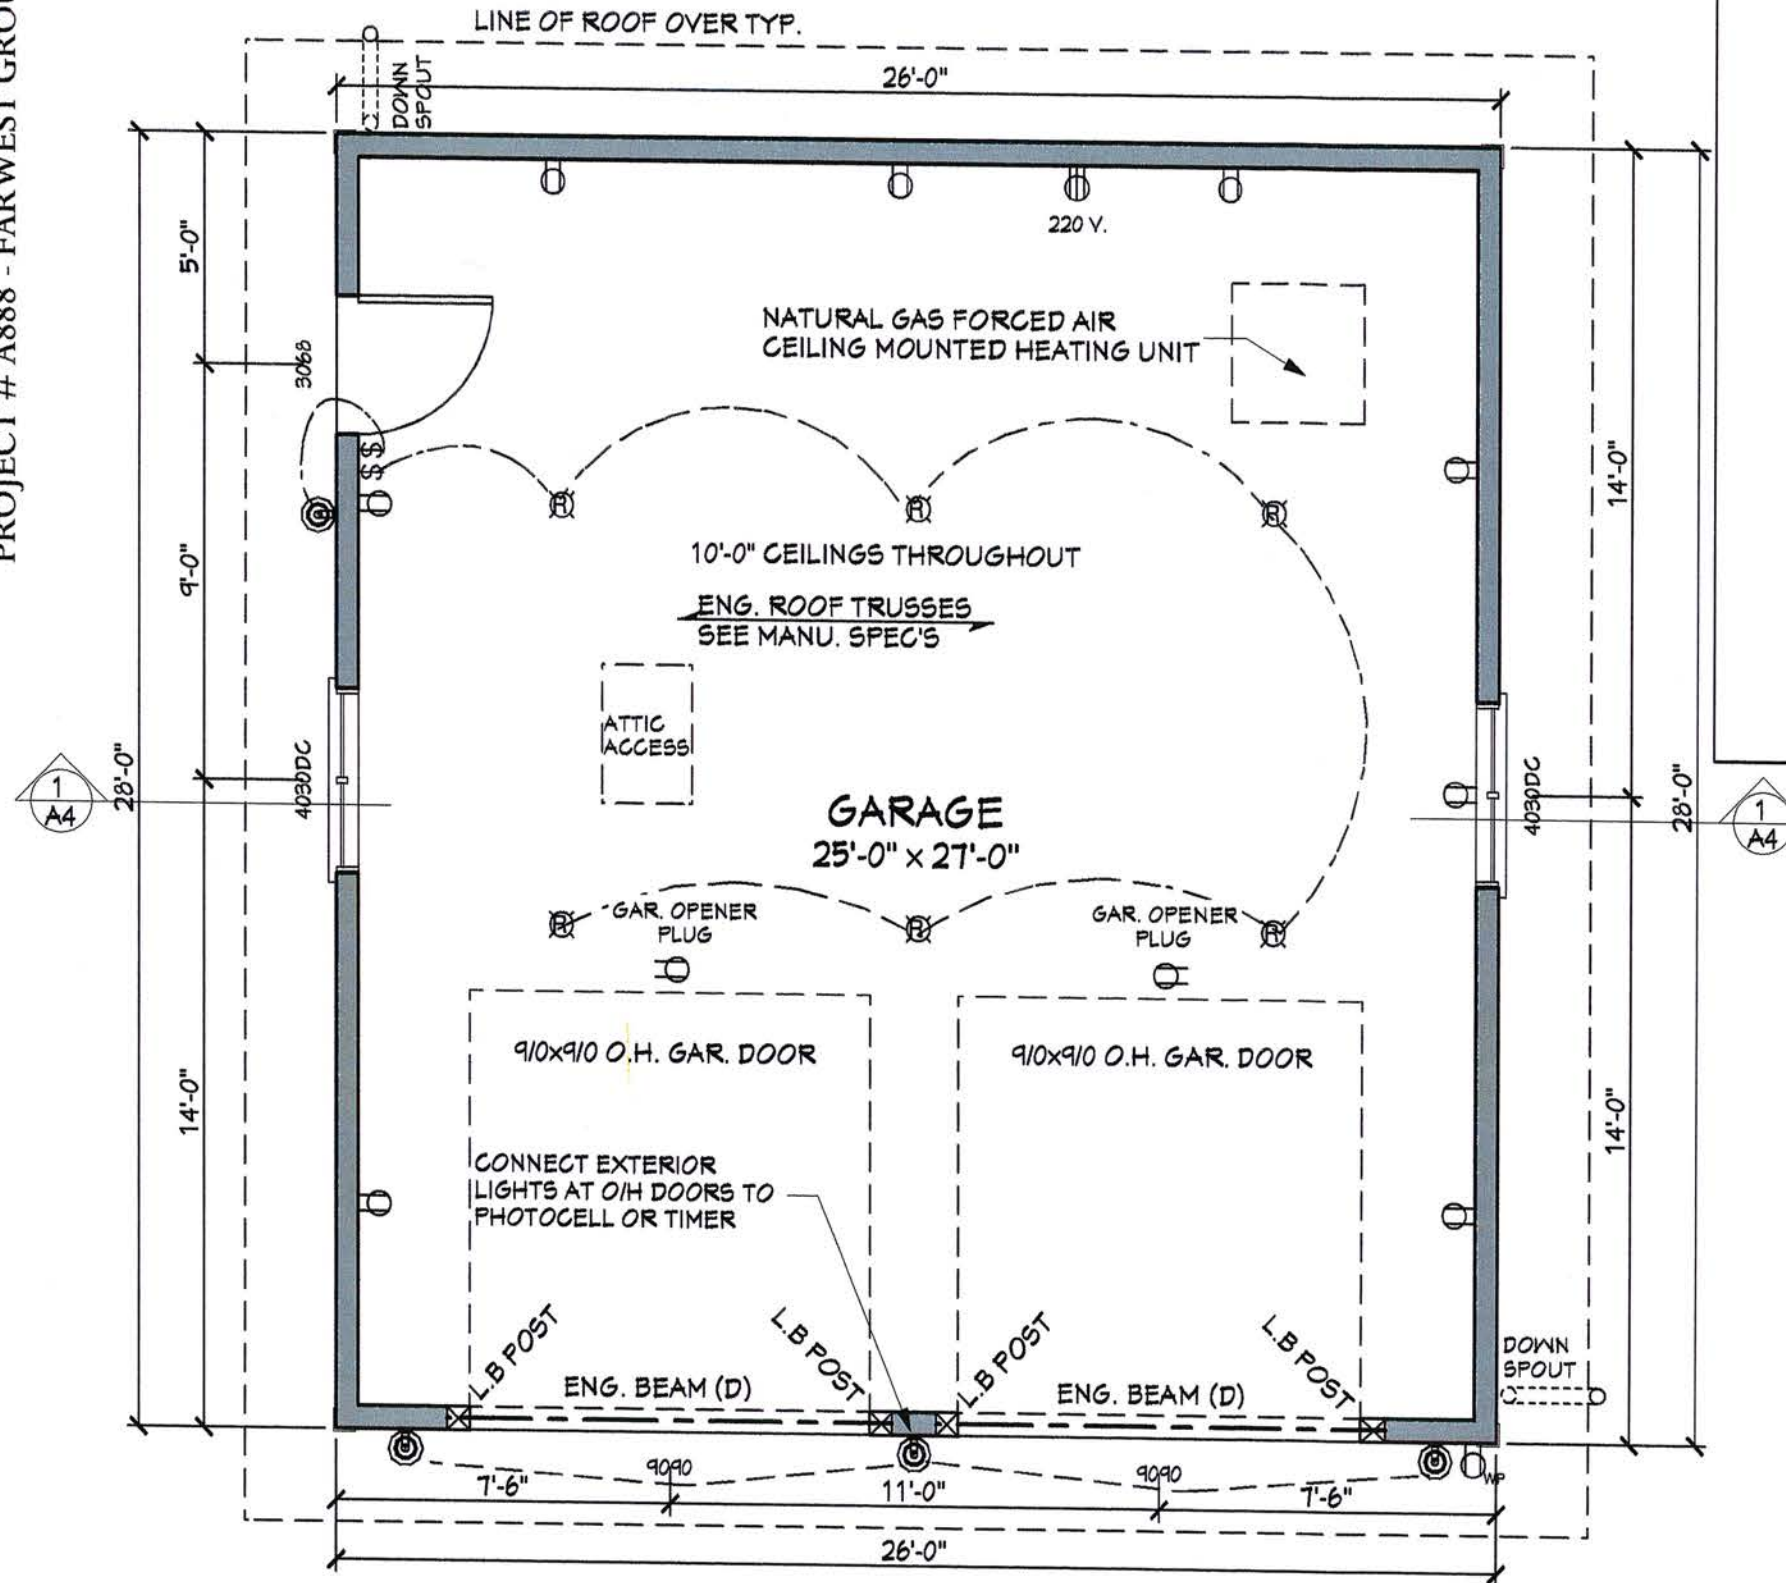 PROJECT # A888 - FARWEST GROU
LINE OF ROOF OVER TYP.
DOWN
SPOUT
26'-0"
5'-0"
220 V.
NATURAL GAS FORCED AIR
CEILING MOUNTED HEATING UNIT
3068
$ $
14'-0"
R
R
R
9'-0"
10'-0" CEILINGS THROUGHOUT
ENG. ROOF TRUSSES
SEE MANU. SPEC'S
ATTIC
ACCESS
1
A4
28'-0"
4030DC
GARAGE
25'-0" x 27'-0"
4030DC
28'-0"
1
A4
R
GAR. OPENER
PLUG
R
GAR. OPENER
PLUG
R
9/0x9/0 O.H. GAR. DOOR
9/0x9/0 O.H. GAR. DOOR
14'-0"
14'-0"
CONNECT EXTERIOR
LIGHTS AT O/H DOORS TO
PHOTOCELL OR TIMER
L.B POST
L.B POST
L.B POST
L.B POST
DOWN
SPOUT
ENG. BEAM (D)
ENG. BEAM (D)
9090
9090
WP
7'-6"
11'-0"
7'-6"
26'-0"